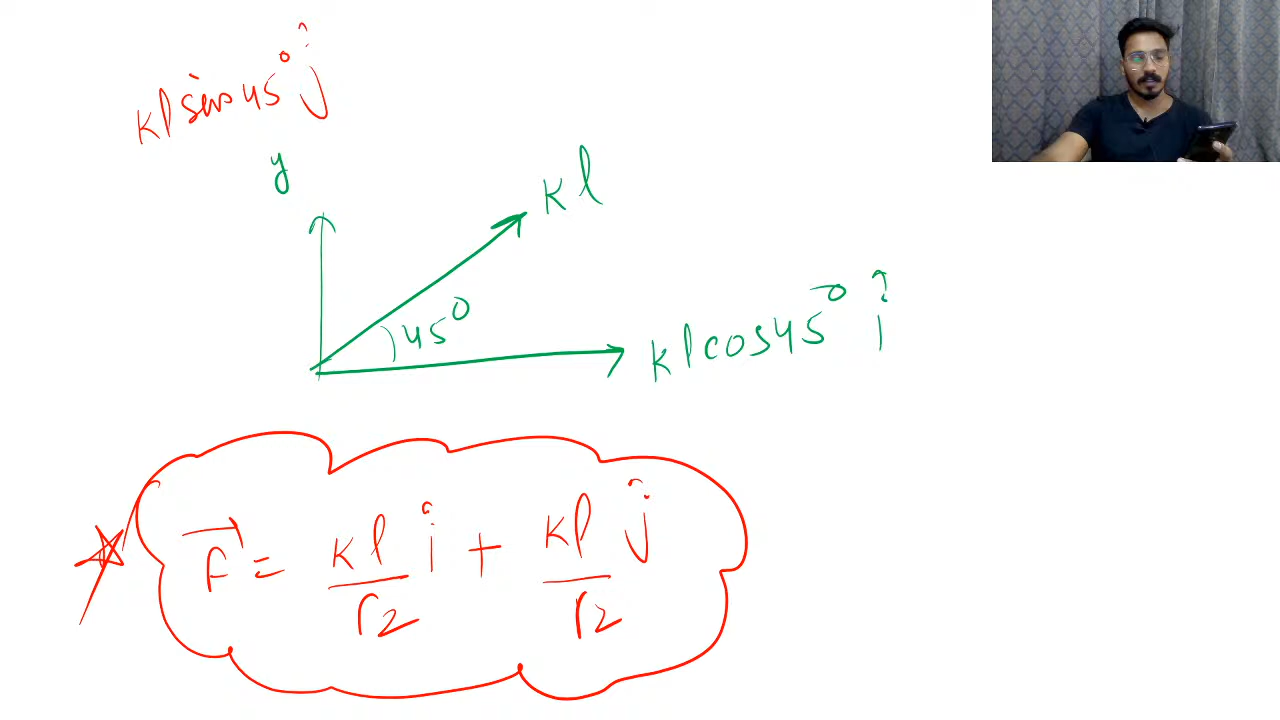 kl sin45° ĵ
y
kl
45°
kl cos45° î
F⃗ = kl/√2 î + kl/√2 ĵ